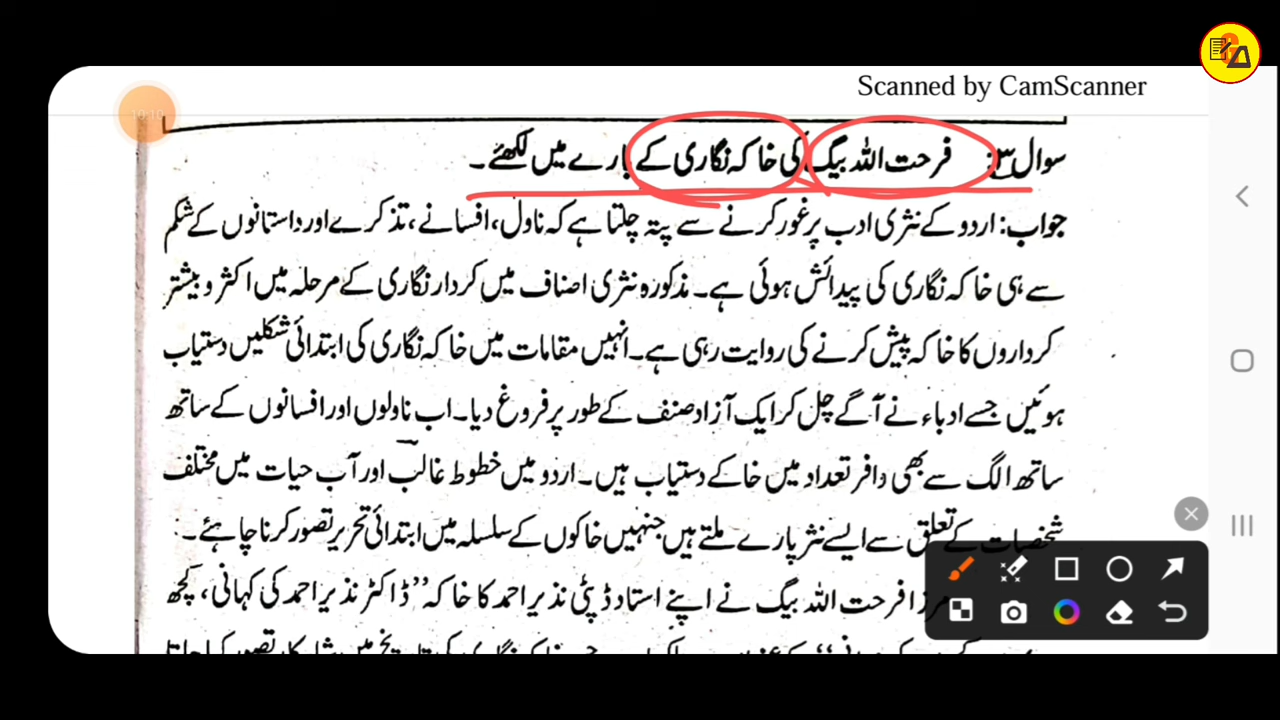 Scanned by CamScanner
سوال ۳: فرحت اللہ بیگ کی خاکہ نگاری کے بارے میں لکھئے۔
جواب: اردو کے نثری ادب پر غور کرنے سے پتہ چلتا ہے کہ ناول، افسانے، تذکرے اور داستانوں کے شکم
سے ہی خاکہ نگاری کی پیدائش ہوئی ہے۔ مذکورہ نثری اصناف میں کردار نگاری کے مرحلہ میں اکثر و بیشتر
کرداروں کا خاکہ پیش کرنے کی روایت رہی ہے۔ انہیں مقامات میں خاکہ نگاری کی ابتدائی شکلیں دستیاب
ہوئیں جسے ادباء نے آگے چل کر ایک آزاد صنف کے طور پر فروغ دیا۔ اب ناولوں اور افسانوں کے ساتھ
ساتھ الگ سے بھی وافر تعداد میں خاکے دستیاب ہیں۔ اردو میں خطوط غالب اور آب حیات میں مختلف
شخصیات کے تعلق سے ایسے نثر پارے ملتے ہیں جنہیں خاکوں کے سلسلہ میں ابتدائی تحریر تصور کرنا چاہئے۔
مرزا فرحت اللہ بیگ نے اپنے استاد ڈپٹی نذیر احمد کا خاکہ ”ڈاکٹر نذیر احمد کی کہانی، کچھ